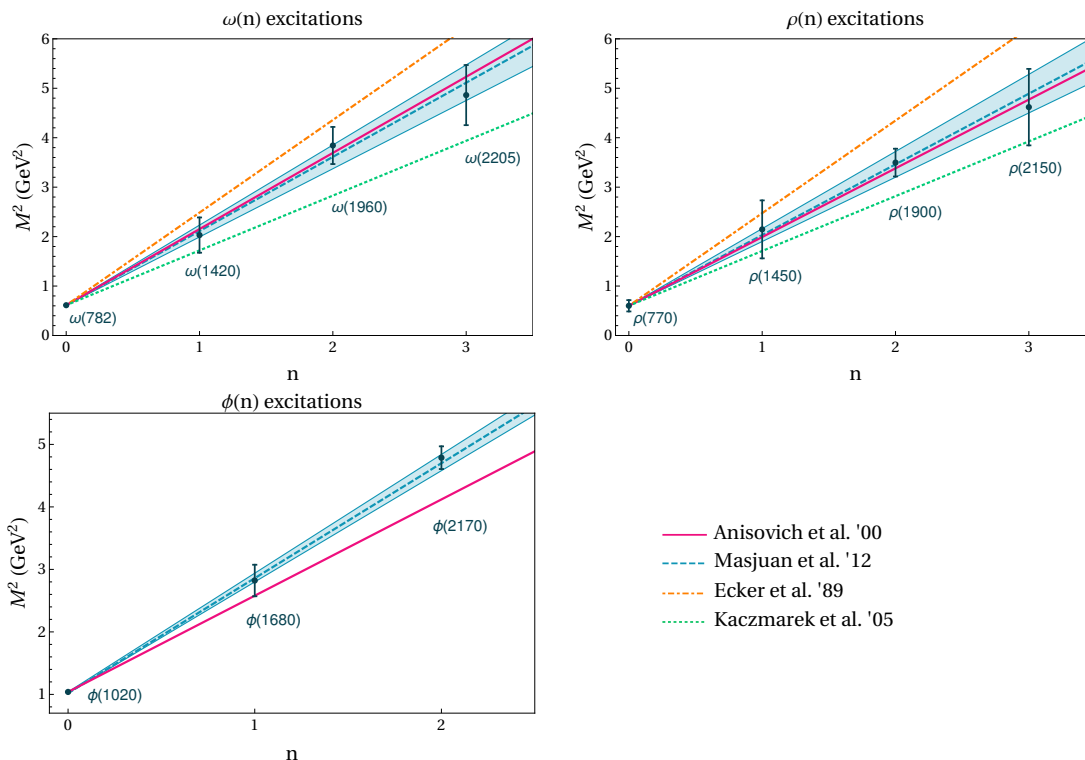 ω(n) excitations
6
5
4
3
2
1
0
M² (GeV²)
ω(782)
ω(1420)
ω(1960)
ω(2205)
0 1 2 3
n
ρ(n) excitations
6
5
4
3
2
1
0
M² (GeV²)
ρ(770)
ρ(1450)
ρ(1900)
ρ(2150)
0 1 2 3
n
ϕ(n) excitations
5
4
3
2
1
M² (GeV²)
ϕ(1020)
ϕ(1680)
ϕ(2170)
0 1 2
n
Anisovich et al. '00
Masjuan et al. '12
Ecker et al. '89
Kaczmarek et al. '05